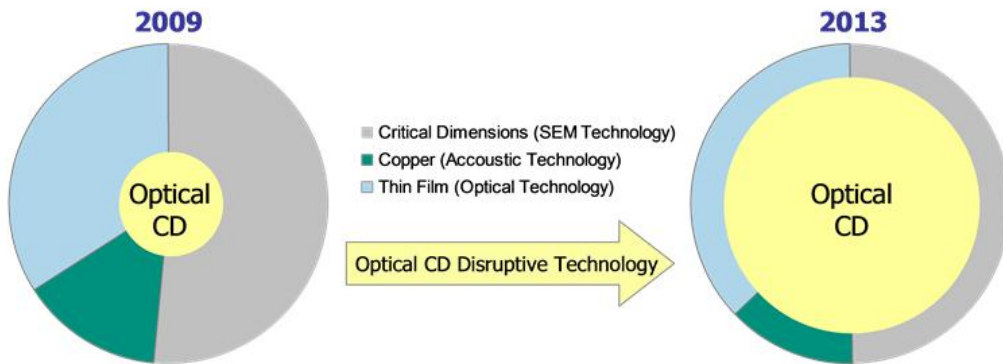 2009
2013
Optical
CD
Critical Dimensions (SEM Technology)
Copper (Accoustic Technology)
Thin Film (Optical Technology)
Optical CD Disruptive Technology
Optical
CD